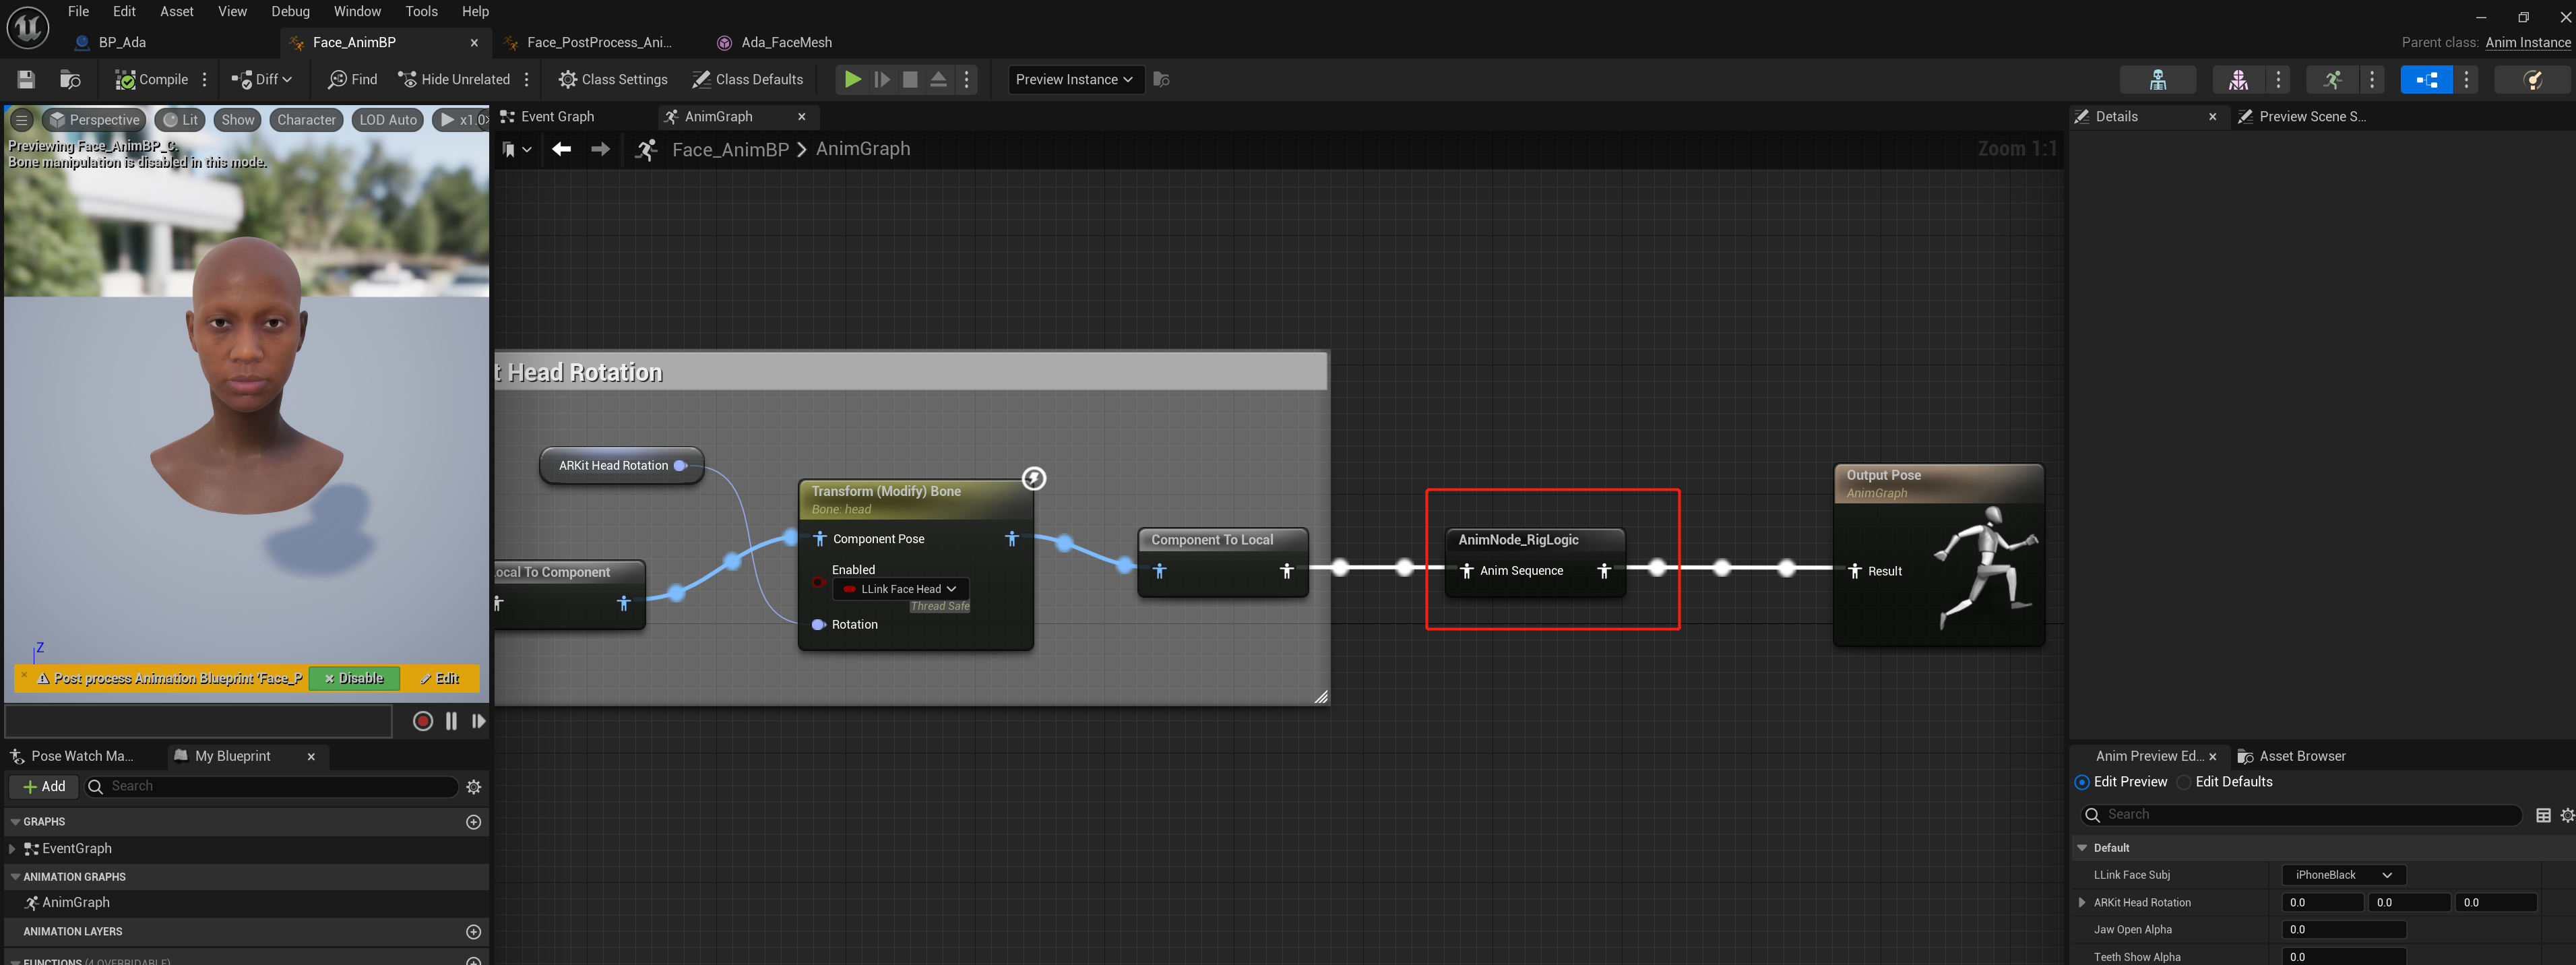 File Edit Asset View Debug Window Tools Help
BP_Ada
Face_AnimBP
Face_PostProcess_Ani...
Ada_FaceMesh
Parent class: Anim Instance
Compile
Diff
Find
Hide Unrelated
Class Settings
Class Defaults
Preview Instance
Perspective
Lit
Show
Character
LOD Auto
x1.0
Previewing Face_AnimBP_C.
Bone manipulation is disabled in this mode.
Z
Post process Animation Blueprint 'Face_P
Disable
Edit
Event Graph
AnimGraph
Face_AnimBP > AnimGraph
Zoom 1:1
t Head Rotation
ARKit Head Rotation
Transform (Modify) Bone
Bone: head
Component Pose
Enabled
LLink Face Head
Thread Safe
Rotation
ocal To Component
Component To Local
AnimNode_RigLogic
Anim Sequence
Output Pose
AnimGraph
Result
Details
Preview Scene S...
Pose Watch Ma...
My Blueprint
Add
Search
GRAPHS
EventGraph
ANIMATION GRAPHS
AnimGraph
ANIMATION LAYERS
FUNCTIONS (4 OVERRIDABLE)
Anim Preview Ed...
Asset Browser
Edit Preview
Edit Defaults
Search
Default
LLink Face Subj
iPhoneBlack
ARKit Head Rotation
0.0 0.0 0.0
Jaw Open Alpha
0.0
Teeth Show Alpha
0.0